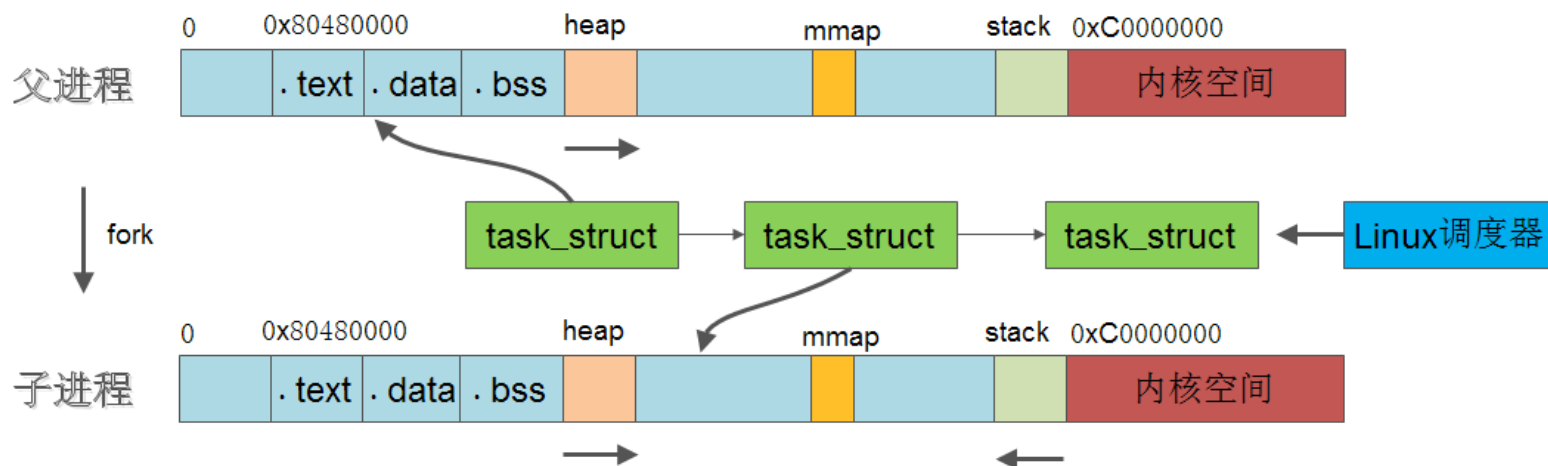 0 0x80480000 heap mmap stack 0xC0000000
父进程 .text .data .bss 内核空间
fork task_struct task_struct task_struct Linux调度器
0 0x80480000 heap mmap stack 0xC0000000
子进程 .text .data .bss 内核空间